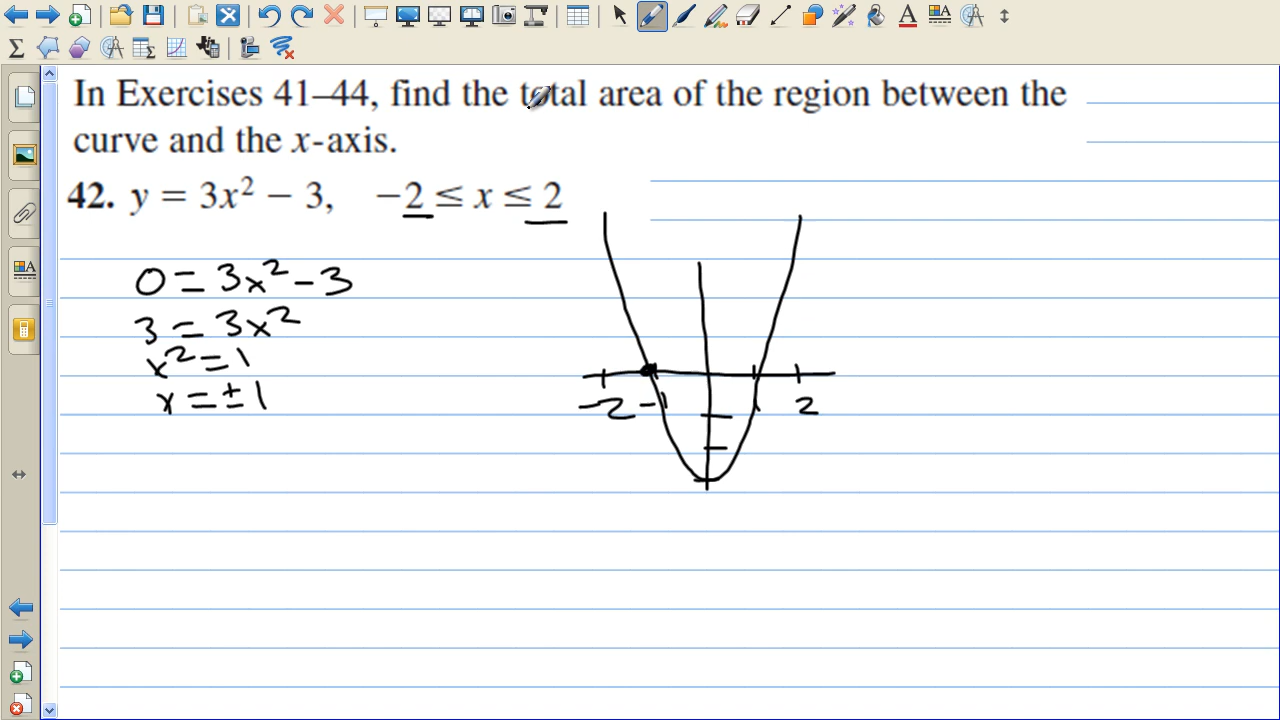 In Exercises 41–44, find the total area of the region between the
curve and the x-axis.
42. y = 3x² − 3, −2 ≤ x ≤ 2
0 = 3x² − 3
3 = 3x²
x² = 1
x = ± 1
−2 −1 1 2